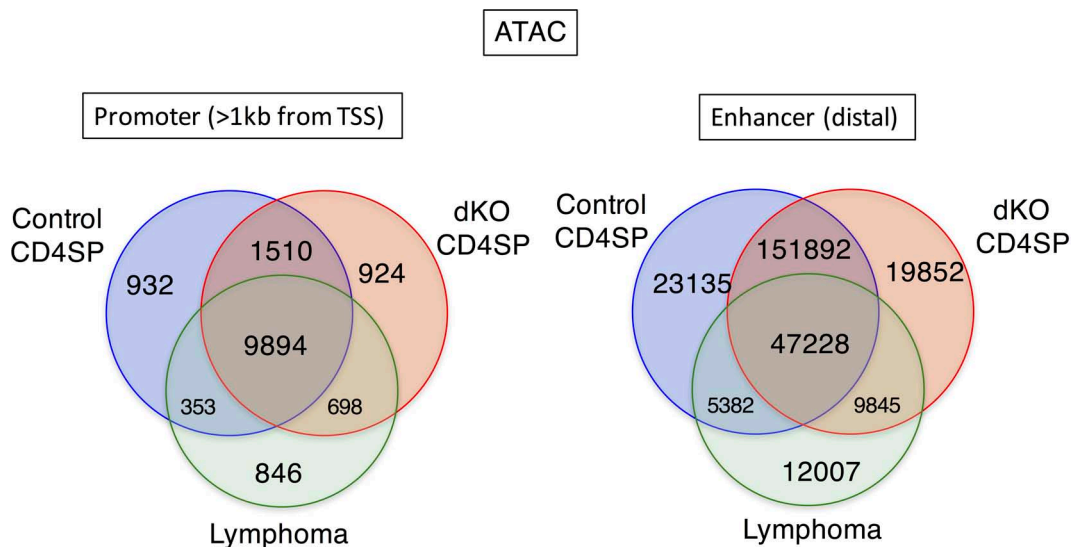 ATAC
Promoter (>1kb from TSS)
Control
CD4SP
dKO
CD4SP
1510
932
924
9894
353
698
846
Lymphoma
Enhancer (distal)
Control
CD4SP
dKO
CD4SP
151892
23135
19852
47228
5382
9845
12007
Lymphoma